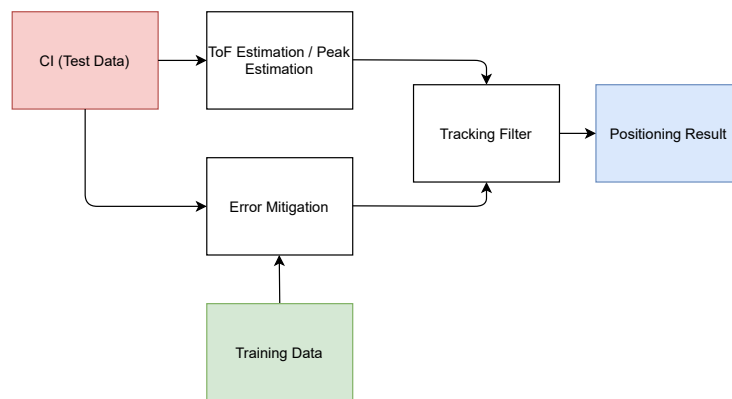 CI (Test Data)
ToF Estimation / Peak
Estimation
Tracking Filter
Positioning Result
Error Mitigation
Training Data